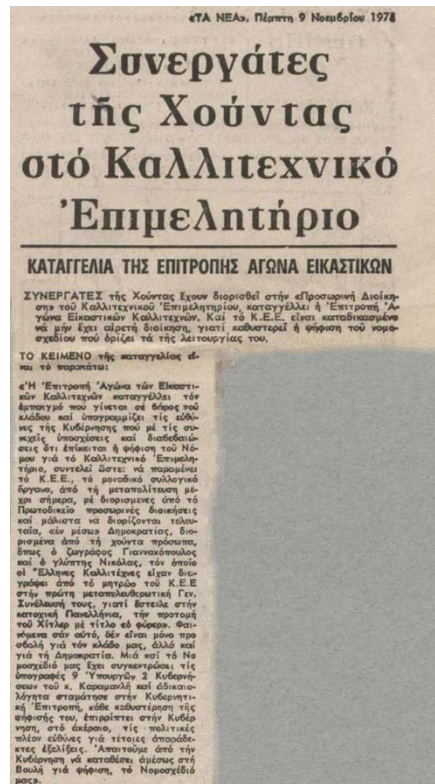 «ΤΑ ΝΕΑ», Πέμπτη 9 Νοεμβρίου 1978
Συνεργάτες
τῆς Χούντας
στό Καλλιτεχνικό
Ἐπιμελητήριο
ΚΑΤΑΓΓΕΛΙΑ ΤΗΣ ΕΠΙΤΡΟΠΗΣ ΑΓΩΝΑ ΕΙΚΑΣΤΙΚΩΝ
ΣΥΝΕΡΓΑΤΕΣ τῆς Χούντας ἔχουν διορισθεῖ στήν «Προσωρινή Διοίκη-
ση» τοῦ Καλλιτεχνικοῦ Ἐπιμελητηρίου, καταγγέλλει ἡ Ἐπιτροπή Ἀ-
γώνα Εἰκαστικῶν Καλλιτεχνῶν. Καί τό Κ.Ε.Ε. εἶναι καταδικασμένο
νά μήν ἔχει αἱρετή διοίκηση, γιατί καθυστερεῖ ἡ ψήφιση τοῦ νομο-
σχεδίου πού ὁρίζει τά τῆς λειτουργίας του.
ΤΟ ΚΕΙΜΕΝΟ τῆς καταγγελίας εἶ-
ναι τό παρακάτω:
«Ἡ Ἐπιτροπή Ἀγώνα τῶν Εἰκαστι-
κῶν Καλλιτεχνῶν καταγγέλλει τόν
ἐμπαιγμό πού γίνεται σέ βάρος τοῦ
κλάδου καί ὑπογραμμίζει τίς εὐθύ-
νες τῆς Κυβέρνησης πού μέ τίς συ-
νεχεῖς ὑποσχέσεις καί διαβεβαιώ-
σεις ὅτι ἐπίκειται ἡ ψήφιση τοῦ Νό-
μου γιά τό Καλλιτεχνικό Ἐπιμελη-
τήριο, συντελεῖ ὥστε: νά παραμένει
τό Κ.Ε.Ε., τό μοναδικό συλλογικό
ὄργανο, ἀπό τή μεταπολίτευση μέ-
χρι σήμερα, μέ διορισμένες ἀπό τό
Πρωτοδικεῖο προσωρινές διοικήσεις
καί μάλιστα νά διορίζονται τελευ-
ταῖα, «ἐν μέσω» Δημοκρατίας, διο-
ρισμένα ἀπό τή χούντα πρόσωπα,
ὅπως ὁ ζωγράφος Γιαννακόπουλος
καί ὁ γλύπτης Νικόλας, τόν ὁποῖο
οἱ Ἕλληνες Καλλιτέχνες εἶχαν δια-
γράψει ἀπό τό μητρῶο τοῦ Κ.Ε.Ε
στήν πρώτη μεταπελευθερωτική Γεν.
Συνέλευσή τους, γιατί ἔστειλε στήν
κατοχική Πανελλήνια, τήν προτομή
τοῦ Χίτλερ μέ τίτλο «ὁ φύρερ». Φαι-
νόμενα σάν αὐτό, δέν εἶναι μόνο προ
σβολή γιά τόν κλάδο μας, ἀλλά καί
γιά τή Δημοκρατία. Μιά καί τό Νο
μοσχέδιό μας ἔχει συγκεντρώσει τίς
ὑπογραφές 9 Ὑπουργῶν 2 Κυβερνή-
σεων τοῦ κ. Καραμανλῆ καί ἀδικαιο-
λόγητα σταμάτησε στήν Κυβερνητι-
κή Ἐπιτροπή, κάθε καθυστέρηση τῆς
ψήφισής του, ἐπιρρίπτει στήν Κυβέρ
νηση, στό ἀκέραιο, τίς πολιτικές
πλέον εὐθύνες γιά τέτοιες ἀπαράδε-
κτες ἐξελίξεις. Ἀπαιτοῦμε ἀπό τήν
Κυβέρνηση νά καταθέσει ἀμέσως στή
Βουλή γιά ψήφιση, τό Νομοσχέδιό
μας».